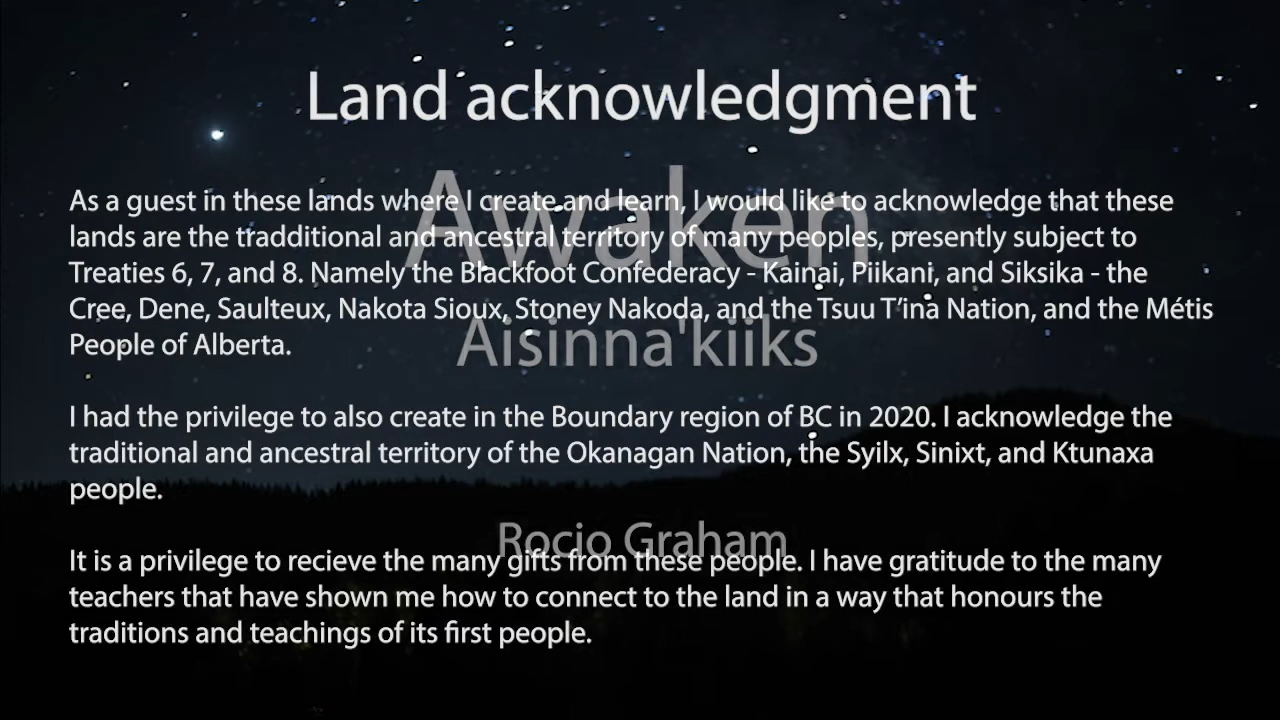 Land acknowledgment
Awaken
As a guest in these lands where I create and learn, I would like to acknowledge that these
lands are the tradditional and ancestral territory of many peoples, presently subject to
Treaties 6, 7, and 8. Namely the Blackfoot Confederacy - Kainai, Piikani, and Siksika - the
Cree, Dene, Saulteux, Nakota Sioux, Stoney Nakoda, and the Tsuu T’ina Nation, and the Métis
Aisinna'kiiks
People of Alberta.
I had the privilege to also create in the Boundary region of BC in 2020. I acknowledge the
traditional and ancestral territory of the Okanagan Nation, the Syilx, Sinixt, and Ktunaxa
people.
Rocio Graham
It is a privilege to recieve the many gifts from these people. I have gratitude to the many
teachers that have shown me how to connect to the land in a way that honours the
traditions and teachings of its first people.